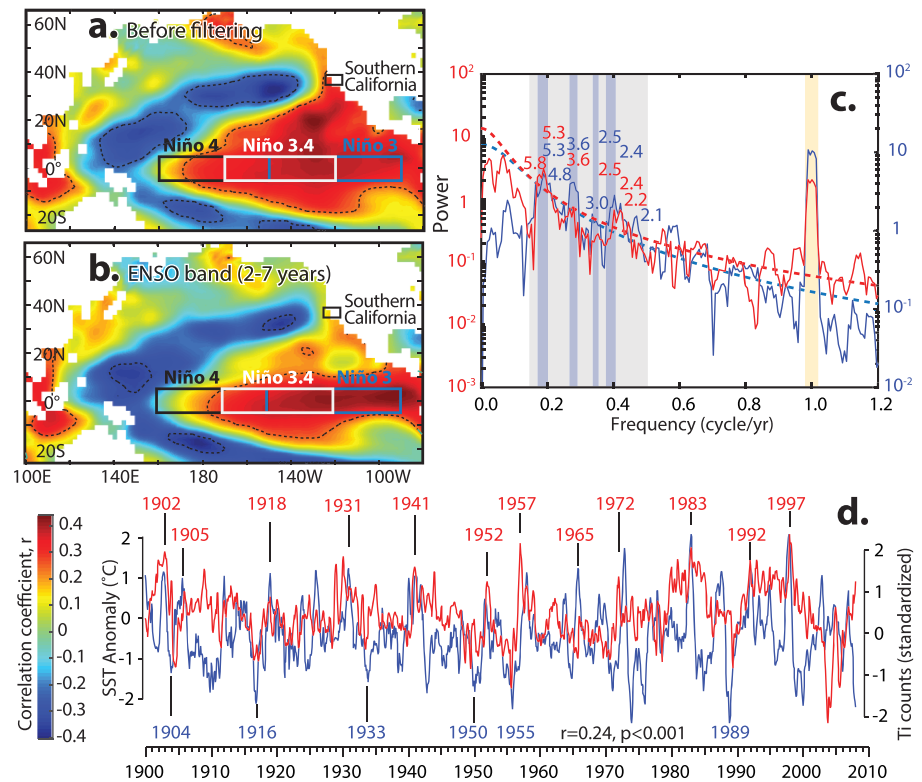 60N
a. Before filtering
40N
Southern
California
20N
Niño 4
Niño 3.4
Niño 3
0°
20S
60N
b. ENSO band (2-7 years)
40N
Southern
California
20N
Niño 4
Niño 3.4
Niño 3
0°
20S
100E 140E 180 140W 100W
c.
10^2
10
1
10^-1
10^-2
10^-3
Power
10^2
10
1
10^-1
10^-2
5.3
5.3
5.8
4.8
3.6
3.6
3.0
2.5
2.5
2.4
2.4
2.2
2.1
0.0 0.2 0.4 0.6 0.8 1.0 1.2
Frequency (cycle/yr)
Correlation coefficient, r
0.4
0.3
0.2
0.1
0
-0.1
-0.2
-0.3
-0.4
d.
1902 1918 1931 1941 1957 1972 1983 1997
1905 1952 1965 1992
SST Anomaly (°C)
2
1
0
-1
-2
Ti counts (standardized)
2
1
0
-1
-2
1904 1916 1933 1950 1955 r=0.24, p<0.001 1989
1900 1910 1920 1930 1940 1950 1960 1970 1980 1990 2000 2010